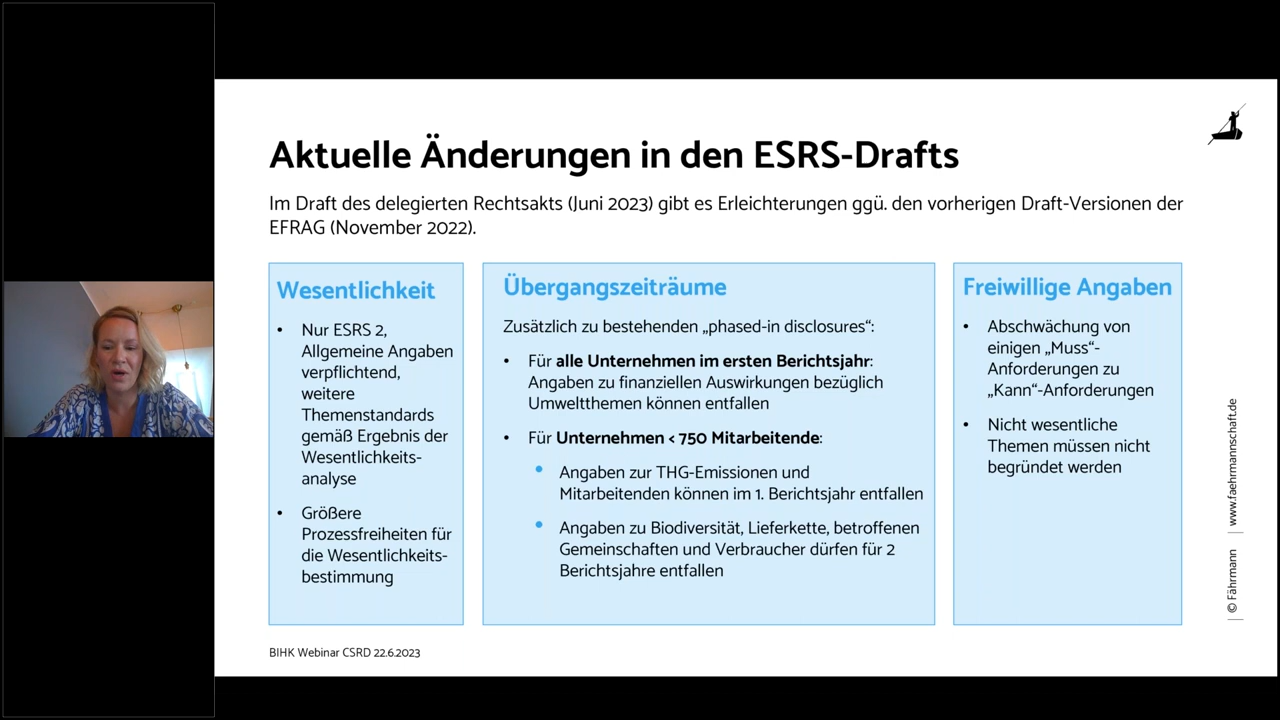 Aktuelle Änderungen in den ESRS-Drafts
Im Draft des delegierten Rechtsakts (Juni 2023) gibt es Erleichterungen ggü. den vorherigen Draft-Versionen der
EFRAG (November 2022).
Wesentlichkeit
• Nur ESRS 2,
Allgemeine Angaben
verpflichtend,
weitere
Themenstandards
gemäß Ergebnis der
Wesentlichkeits-
analyse
• Größere
Prozessfreiheiten für
die Wesentlichkeits-
bestimmung
Übergangszeiträume
Zusätzlich zu bestehenden „phased-in disclosures“:
• Für alle Unternehmen im ersten Berichtsjahr:
Angaben zu finanziellen Auswirkungen bezüglich
Umweltthemen können entfallen
• Für Unternehmen < 750 Mitarbeitende:
• Angaben zur THG-Emissionen und
Mitarbeitenden können im 1. Berichtsjahr entfallen
• Angaben zu Biodiversität, Lieferkette, betroffenen
Gemeinschaften und Verbraucher dürfen für 2
Berichtsjahre entfallen
Freiwillige Angaben
• Abschwächung von
einigen „Muss“-
Anforderungen zu
„Kann“-Anforderungen
• Nicht wesentliche
Themen müssen nicht
begründet werden
| © Fährmann | www.faehrmannschaft.de
BIHK Webinar CSRD 22.6.2023